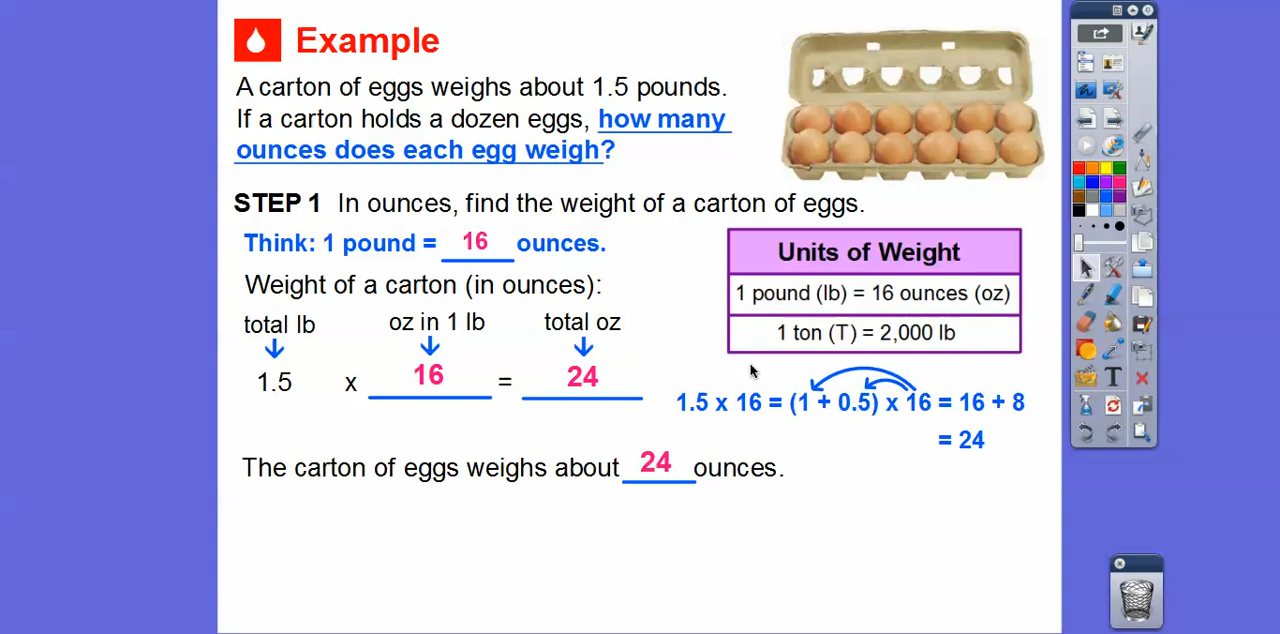 Example
A carton of eggs weighs about 1.5 pounds.
If a carton holds a dozen eggs, how many
ounces does each egg weigh?
STEP 1 In ounces, find the weight of a carton of eggs.
Think: 1 pound = 16 ounces.
Weight of a carton (in ounces):
total lb oz in 1 lb total oz
1.5 x 16 = 24
Units of Weight
1 pound (lb) = 16 ounces (oz)
1 ton (T) = 2,000 lb
1.5 x 16 = (1 + 0.5) x 16 = 16 + 8
= 24
The carton of eggs weighs about 24 ounces.
T